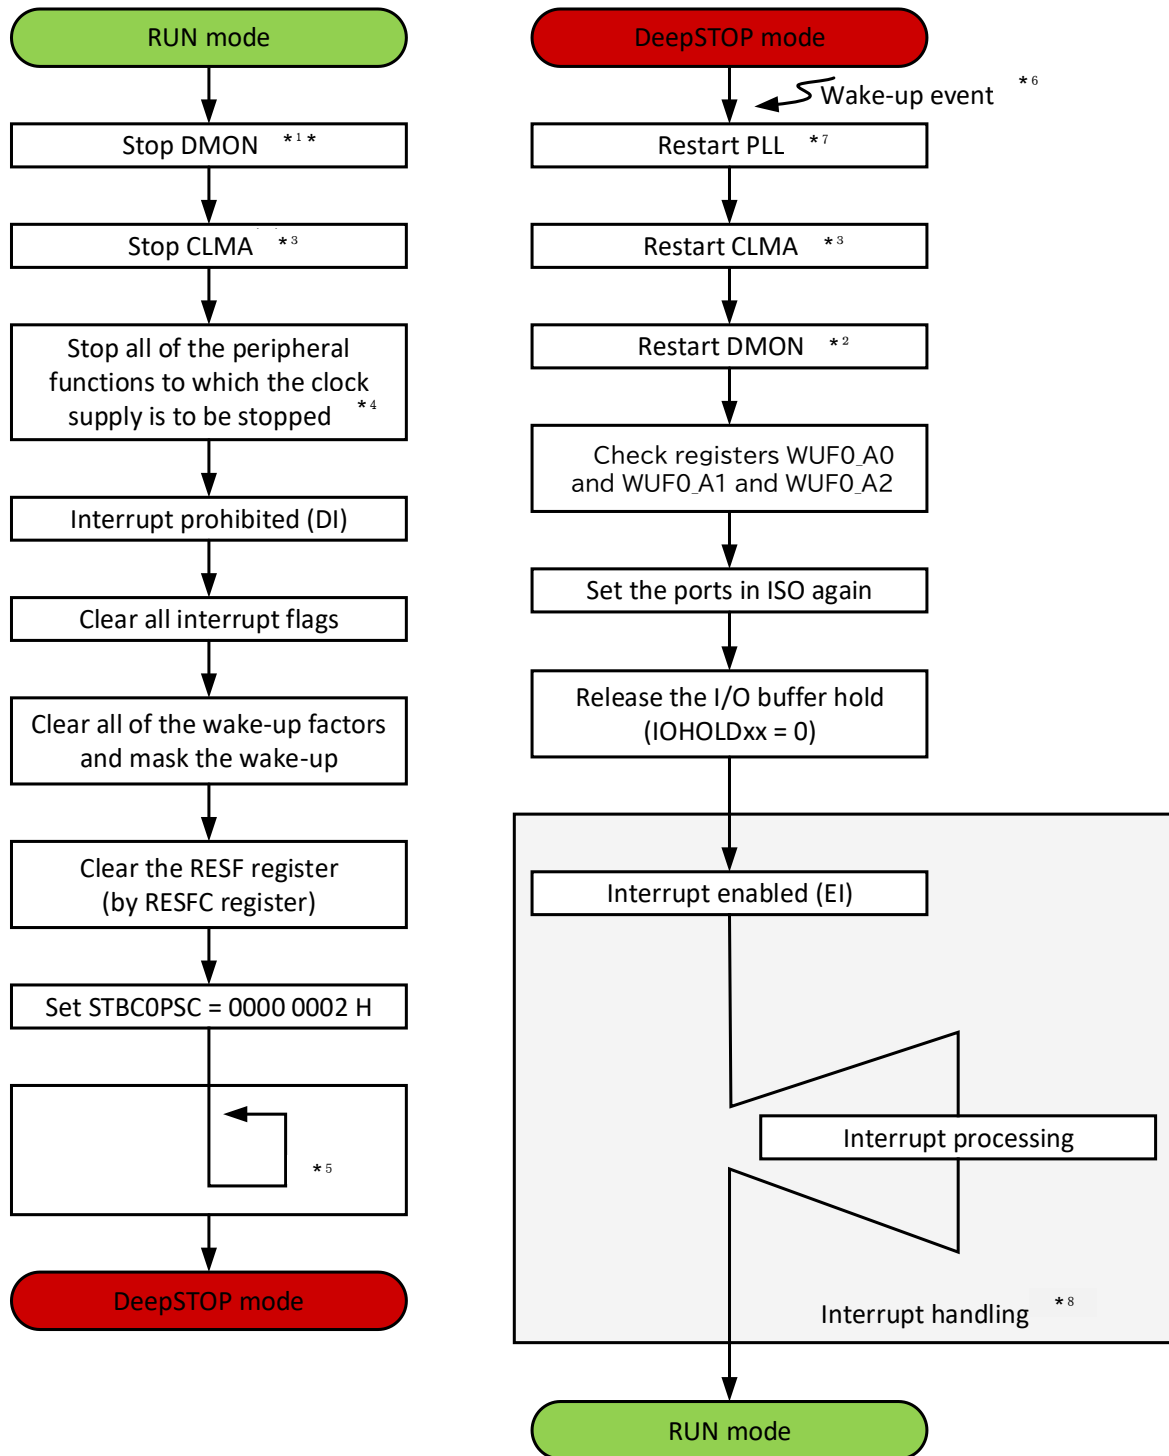 RUN mode
Stop DMON *1*
Stop CLMA *3
Stop all of the peripheral
functions to which the clock
supply is to be stopped *4
Interrupt prohibited (DI)
Clear all interrupt flags
Clear all of the wake-up factors
and mask the wake-up
Clear the RESF register
(by RESFC register)
Set STBC0PSC = 0000 0002 H
*5
DeepSTOP mode
DeepSTOP mode
Wake-up event *6
Restart PLL *7
Restart CLMA *3
Restart DMON *2
Check registers WUF0_A0
and WUF0_A1 and WUF0_A2
Set the ports in ISO again
Release the I/O buffer hold
(IOHOLDxx = 0)
Interrupt enabled (EI)
Interrupt processing
Interrupt handling *8
RUN mode